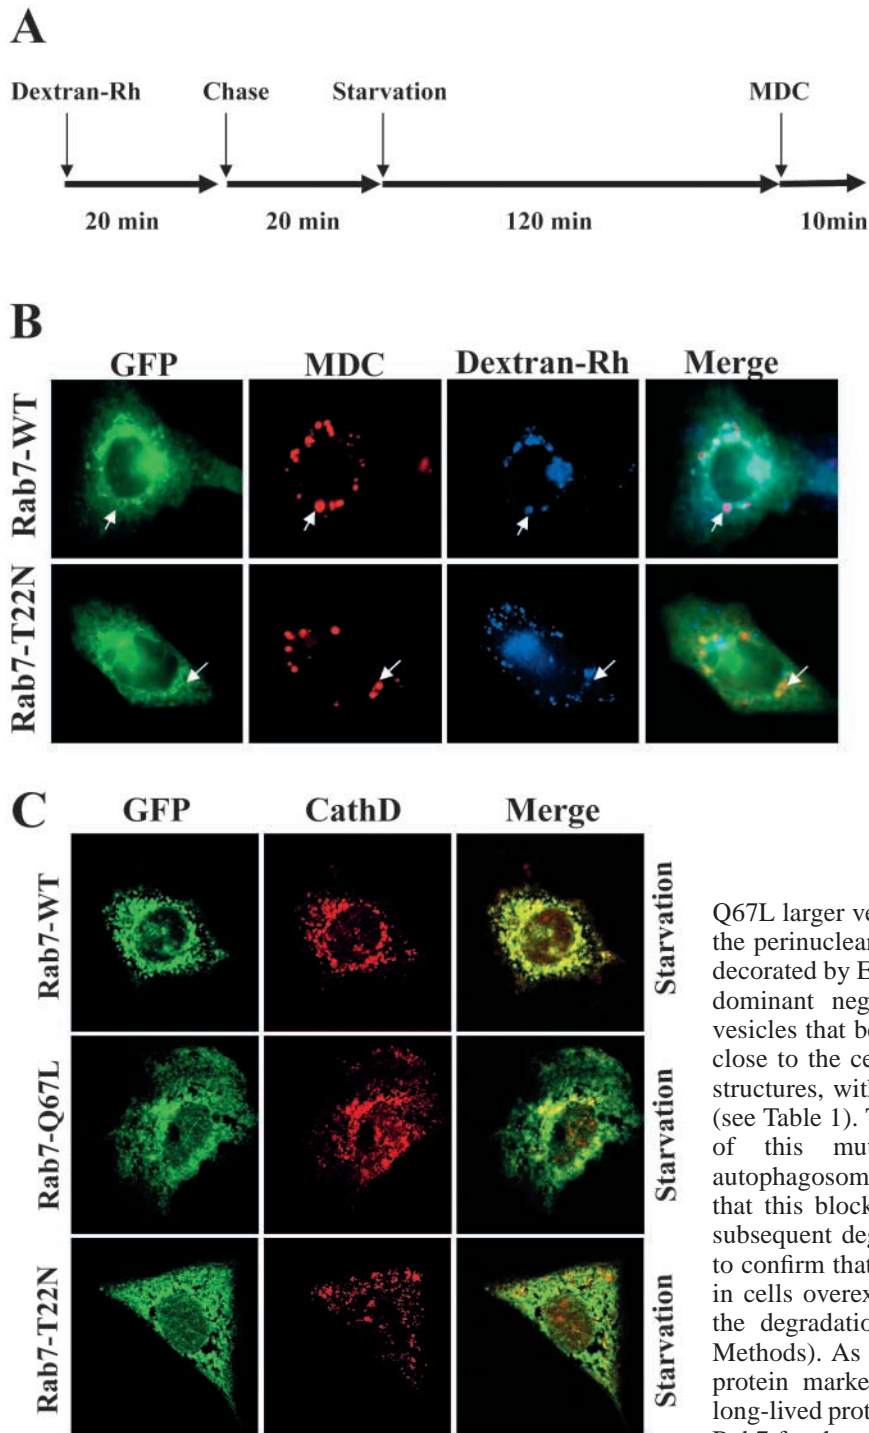 A
Dextran-Rh Chase Starvation MDC
20 min 20 min 120 min 10min
B
GFP MDC Dextran-Rh Merge
Rab7-WT
Rab7-T22N
C
GFP CathD Merge
Rab7-WT
Starvation
Rab7-Q67L
Starvation
Rab7-T22N
Starvation
Q67L larger ve
the perinuclear
decorated by E
dominant neg
vesicles that be
close to the ce
structures, with
(see Table 1). T
of this mut
autophagosom
that this block
subsequent deg
to confirm that
in cells overex
the degradatio
Methods). As
protein marke
long-lived prot